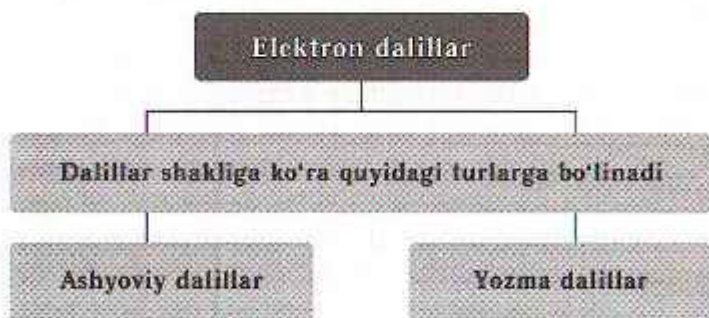 Elektron dalillar
Dalillar shakliga ko‘ra quyidagi turlarga bo‘linadi
Ashyoviy dalillar
Yozma dalillar